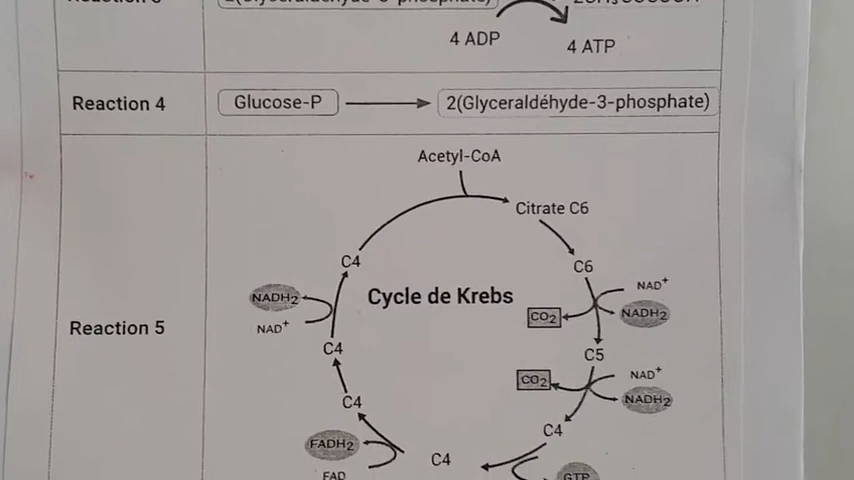 4 ADP
4 ATP
Reaction 4
Glucose-P
2(Glyceraldéhyde-3-phosphate)
Acetyl-CoA
Citrate C6
C4
C6
NAD+
NADH2
Cycle de Krebs
CO2
NADH2
NAD+
Reaction 5
C4
C5
CO2
NAD+
NADH2
C4
C4
FADH2
C4
FAD
GTP